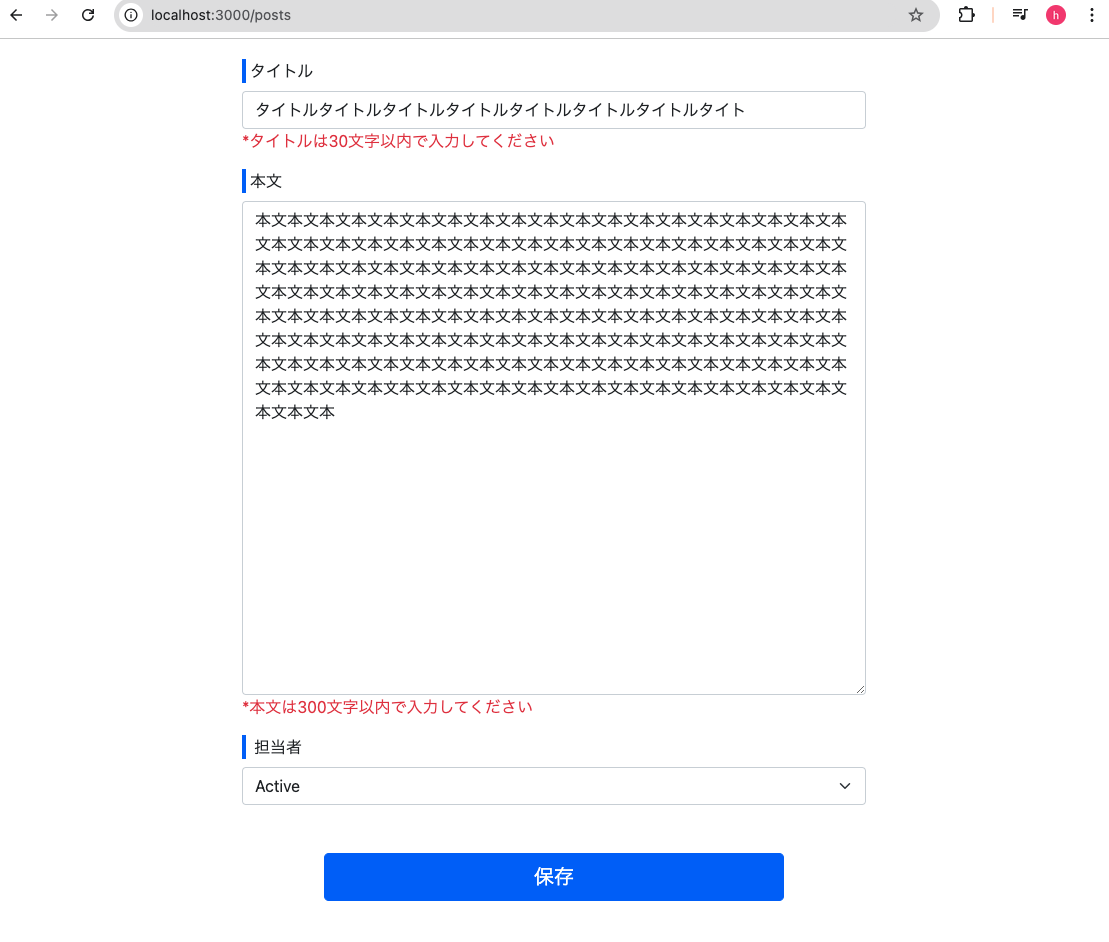 localhost:3000/posts
h
タイトル
タイトルタイトルタイトルタイトルタイトルタイトルタイトルタイト
*タイトルは30文字以内で入力してください
本文
本文本文本文本文本文本文本文本文本文本文本文本文本文本文本文本文本文本文本
文本文本文本文本文本文本文本文本文本文本文本文本文本文本文本文本文本文本文
本文本文本文本文本文本文本文本文本文本文本文本文本文本文本文本文本文本文本
文本文本文本文本文本文本文本文本文本文本文本文本文本文本文本文本文本文本文
本文本文本文本文本文本文本文本文本文本文本文本文本文本文本文本文本文本文本
文本文本文本文本文本文本文本文本文本文本文本文本文本文本文本文本文本文本文
本文本文本文本文本文本文本文本文本文本文本文本文本文本文本文本文本文本文本
文本文本文本文本文本文本文本文本文本文本文本文本文本文本文本文本文本文本文
本文本文本
*本文は300文字以内で入力してください
担当者
Active
保存